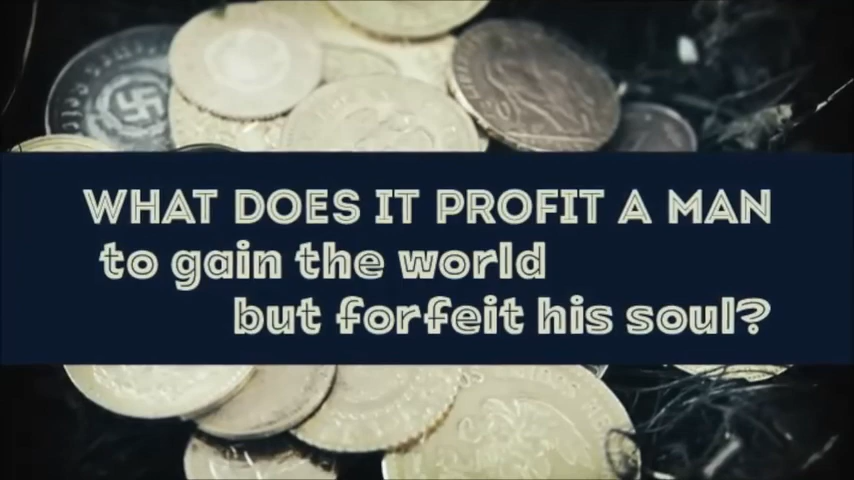 WHAT DOES IT PROFIT A MAN
to gain the world
but forfeit his soul?